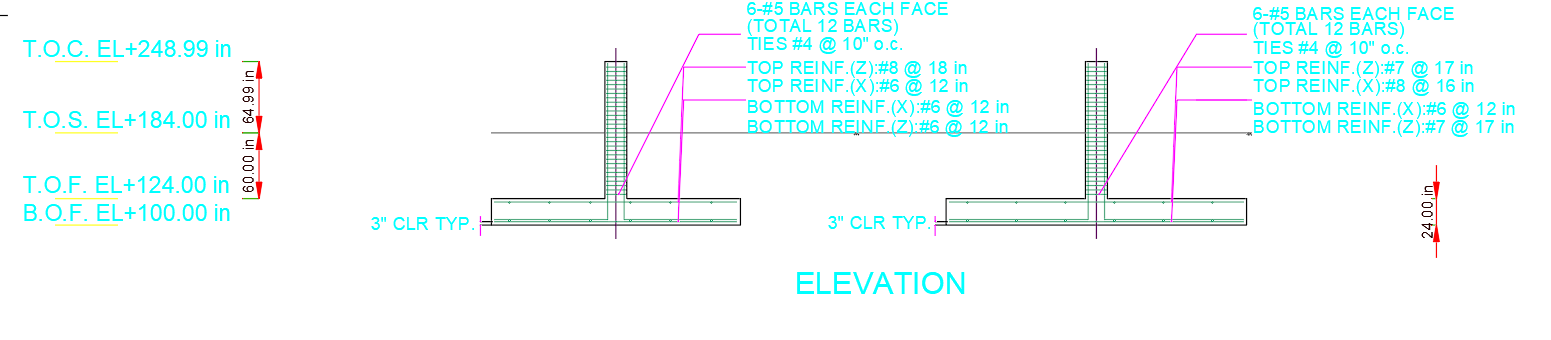 T.O.C. EL+248.99 in
T.O.S. EL+184.00 in
T.O.F. EL+124.00 in
B.O.F. EL+100.00 in
64.99 in
60.00 in
6-#5 BARS EACH FACE
(TOTAL 12 BARS)
TIES #4 @ 10" o.c.
TOP REINF.(Z):#8 @ 18 in
TOP REINF.(X):#6 @ 12 in
BOTTOM REINF.(X):#6 @ 12 in
BOTTOM REINF.(Z):#6 @ 12 in
3" CLR TYP.
6-#5 BARS EACH FACE
(TOTAL 12 BARS)
TIES #4 @ 10" o.c.
TOP REINF.(Z):#7 @ 17 in
TOP REINF.(X):#8 @ 16 in
BOTTOM REINF.(X):#6 @ 12 in
BOTTOM REINF.(Z):#7 @ 17 in
3" CLR TYP.
24.00 in
ELEVATION